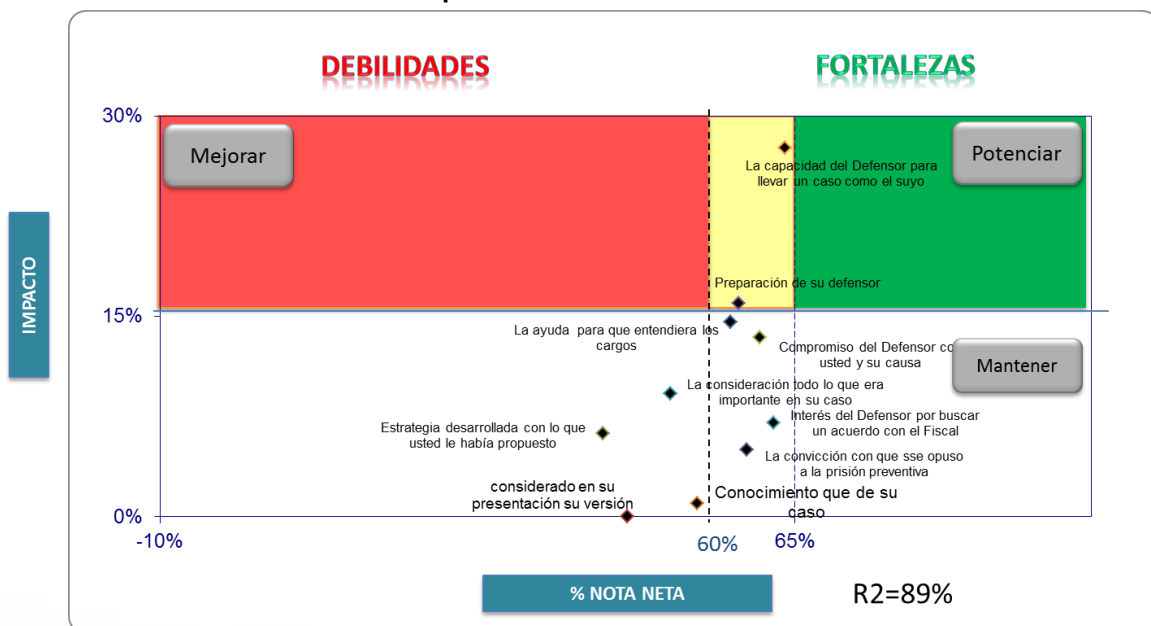 DEBILIDADES
FORTALEZAS
30%
Mejorar
Potenciar
La capacidad del Defensor para
llevar un caso como el suyo
Preparación de su defensor
15%
IMPACTO
La ayuda para que entendiera los
cargos
Compromiso del Defensor co
usted y su causa
Mantener
La consideración todo lo que era
importante en su caso
Estrategia desarrollada con lo que
usted le había propuesto
Interés del Defensor por buscar
un acuerdo con el Fiscal
La convicción con que sse opuso
a la prisión preventiva
considerado en su
presentación su versión
Conocimiento que de su
caso
0%
-10%
60%
65%
% NOTA NETA
R2=89%